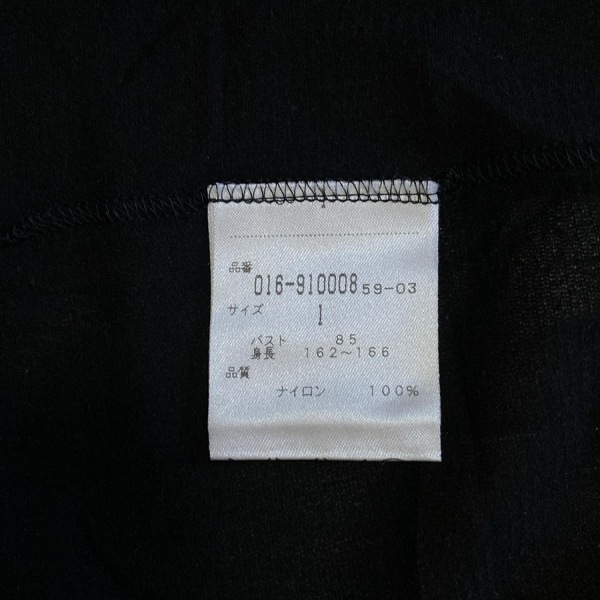 品番
016-910008 59-03
サイズ
1
バスト 85
身長 162~166
品質
ナイロン 100%